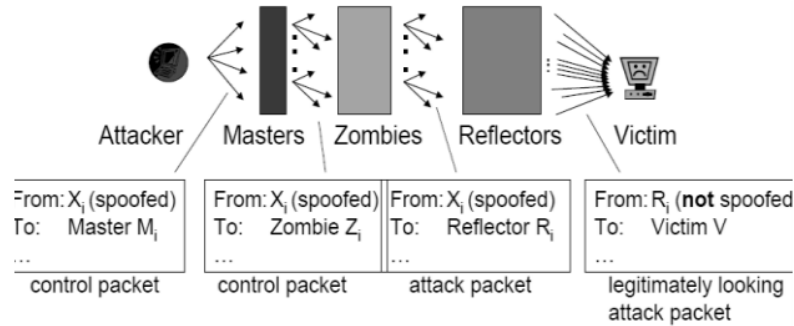 Attacker Masters Zombies Reflectors Victim
From: Xi (spoofed)
To: Master Mi
...
control packet
From: Xi (spoofed)
To: Zombie Zi
...
control packet
From: Xi (spoofed)
To: Reflector Ri
...
attack packet
From: Ri (not spoofed
To: Victim V
...
legitimately looking
attack packet